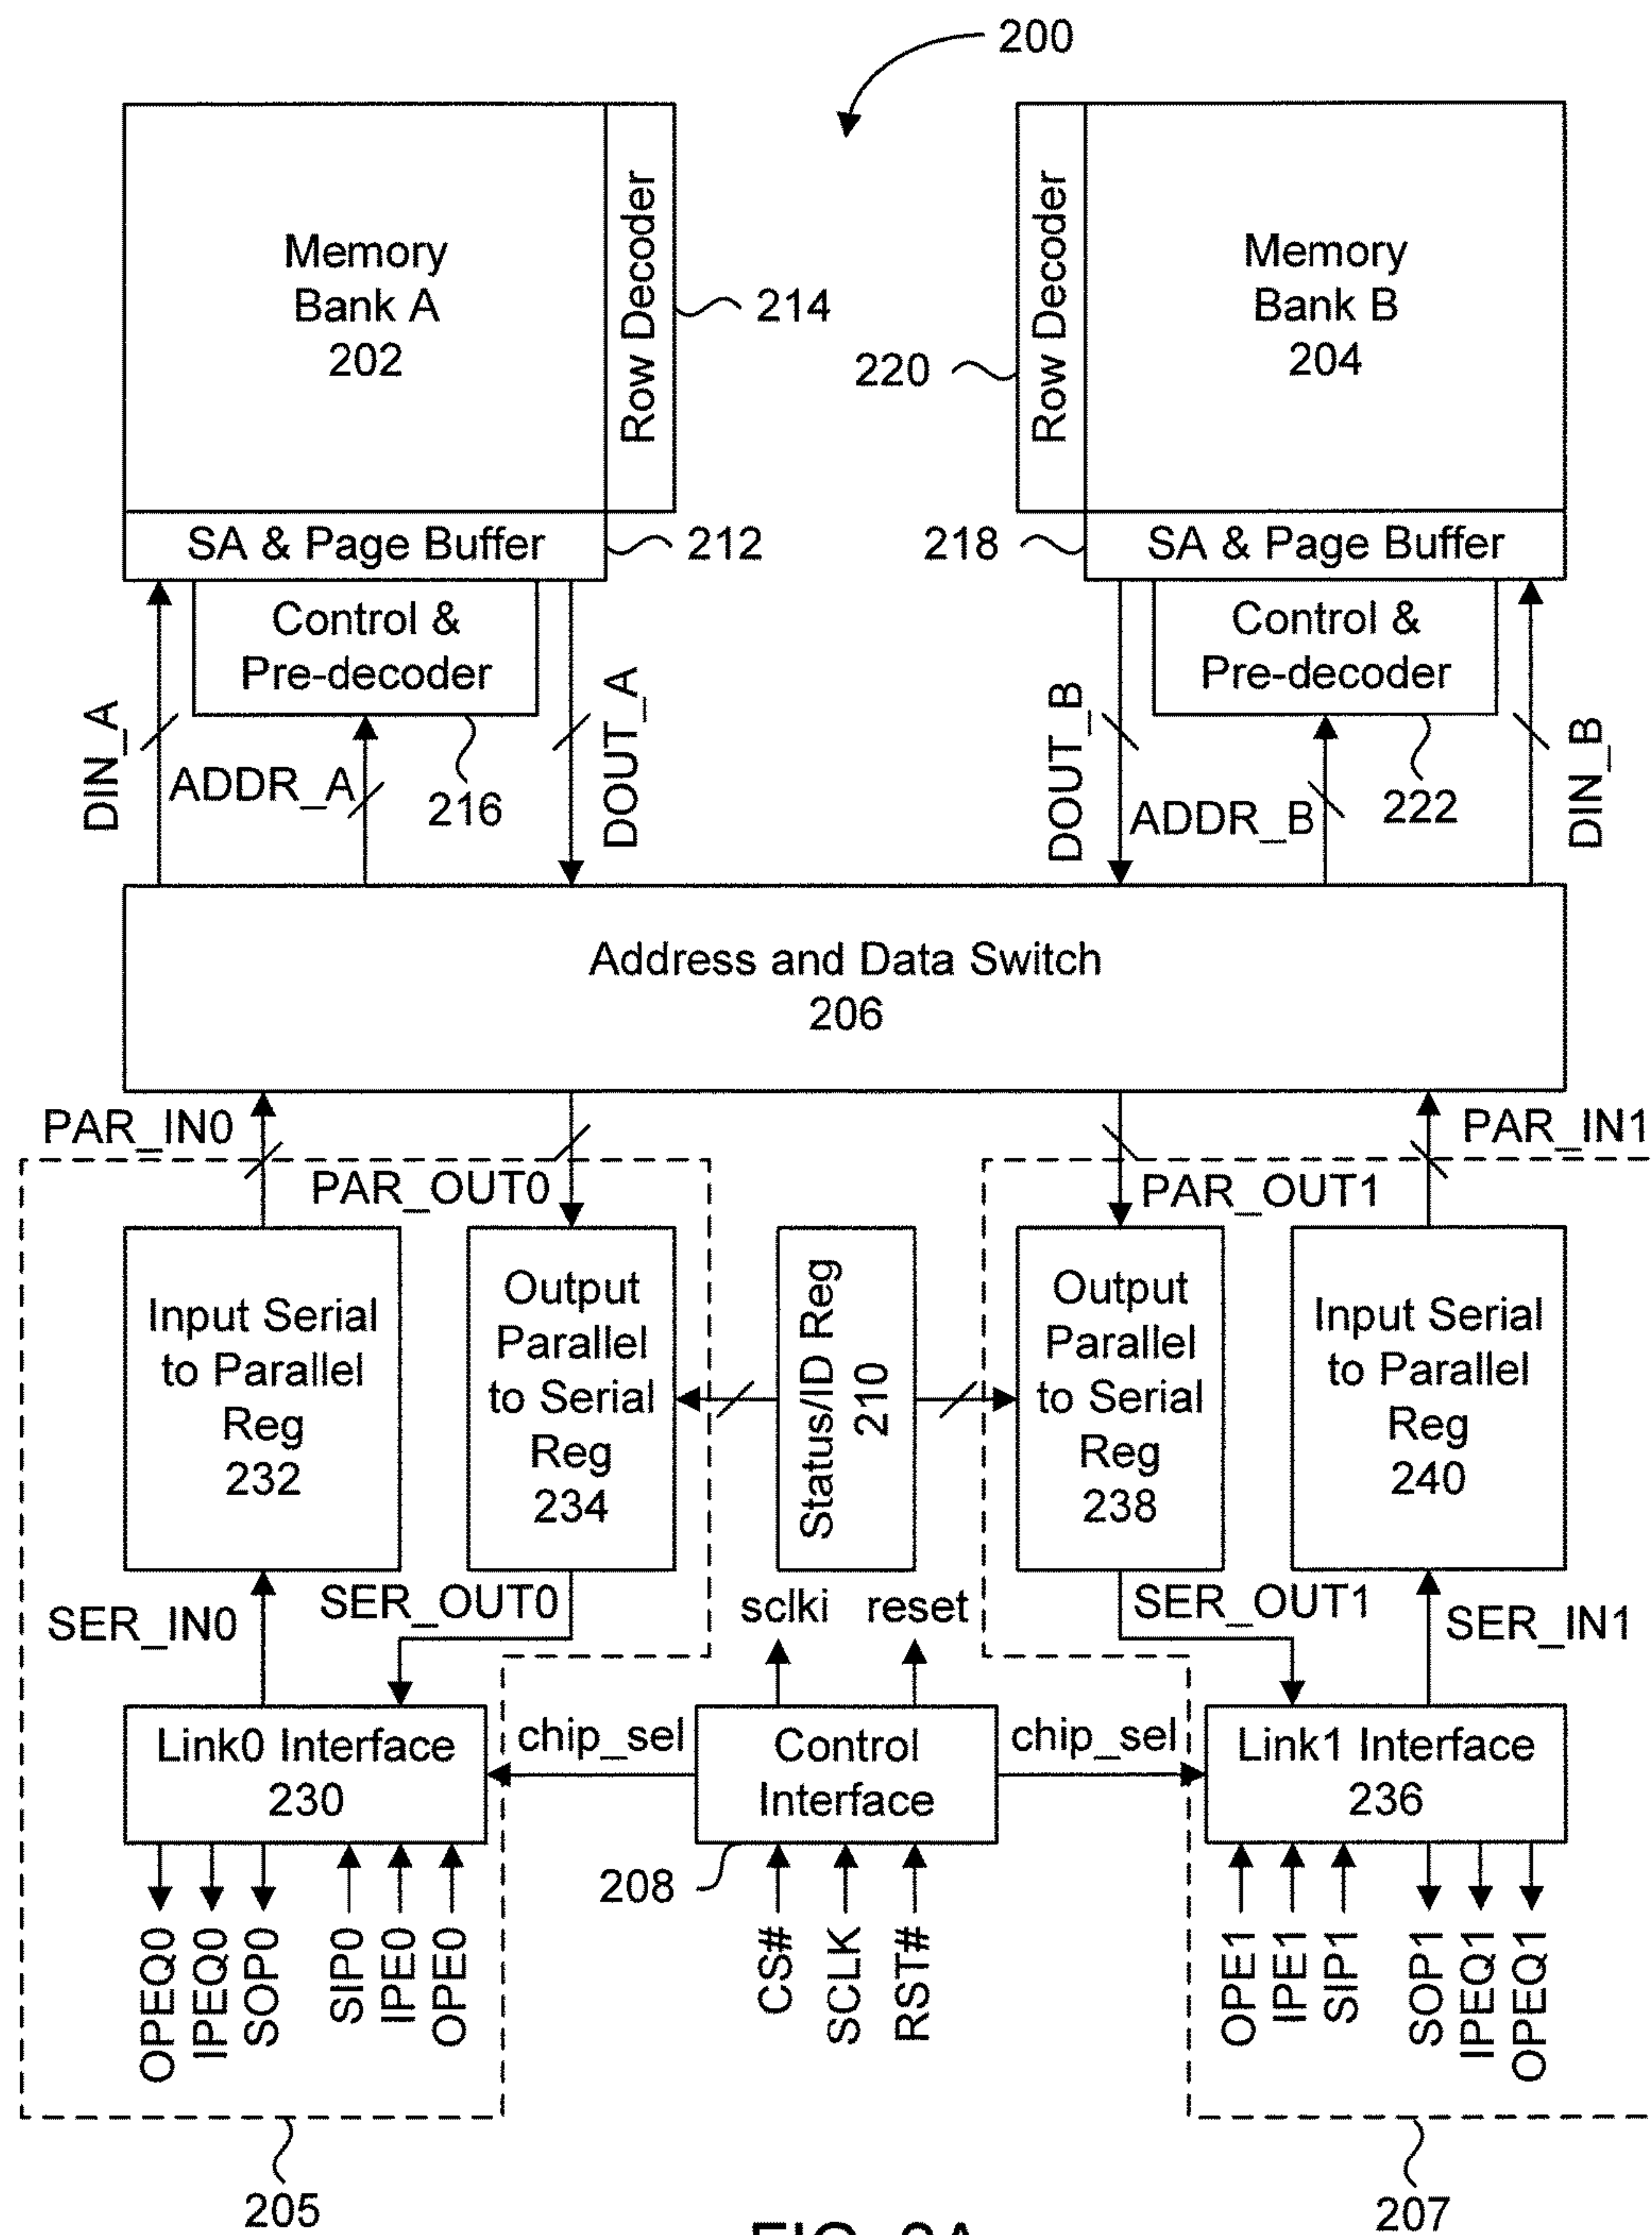 200
Memory
Bank A
202
Row Decoder
214
220
Row Decoder
Memory
Bank B
204
SA & Page Buffer
212
218
SA & Page Buffer
Control &
Pre-decoder
Control &
Pre-decoder
DIN_A
ADDR_A
216
DOUT_A
DOUT_B
ADDR_B
222
DIN_B
Address and Data Switch
206
PAR_IN0
PAR_OUT0
PAR_OUT1
PAR_IN1
Input Serial
to Parallel
Reg
232
Output
Parallel
to Serial
Reg
234
Status/ID Reg
210
Output
Parallel
to Serial
Reg
238
Input Serial
to Parallel
Reg
240
SER_IN0
SER_OUT0
sclki
reset
SER_OUT1
SER_IN1
Link0 Interface
230
chip_sel
Control
Interface
chip_sel
Link1 Interface
236
208
OPEQ0
IPEQ0
SOP0
SIP0
IPE0
OPE0
CS#
SCLK
RST#
OPE1
IPE1
SIP1
SOP1
IPEQ1
OPEQ1
205
207
FIG. 2A